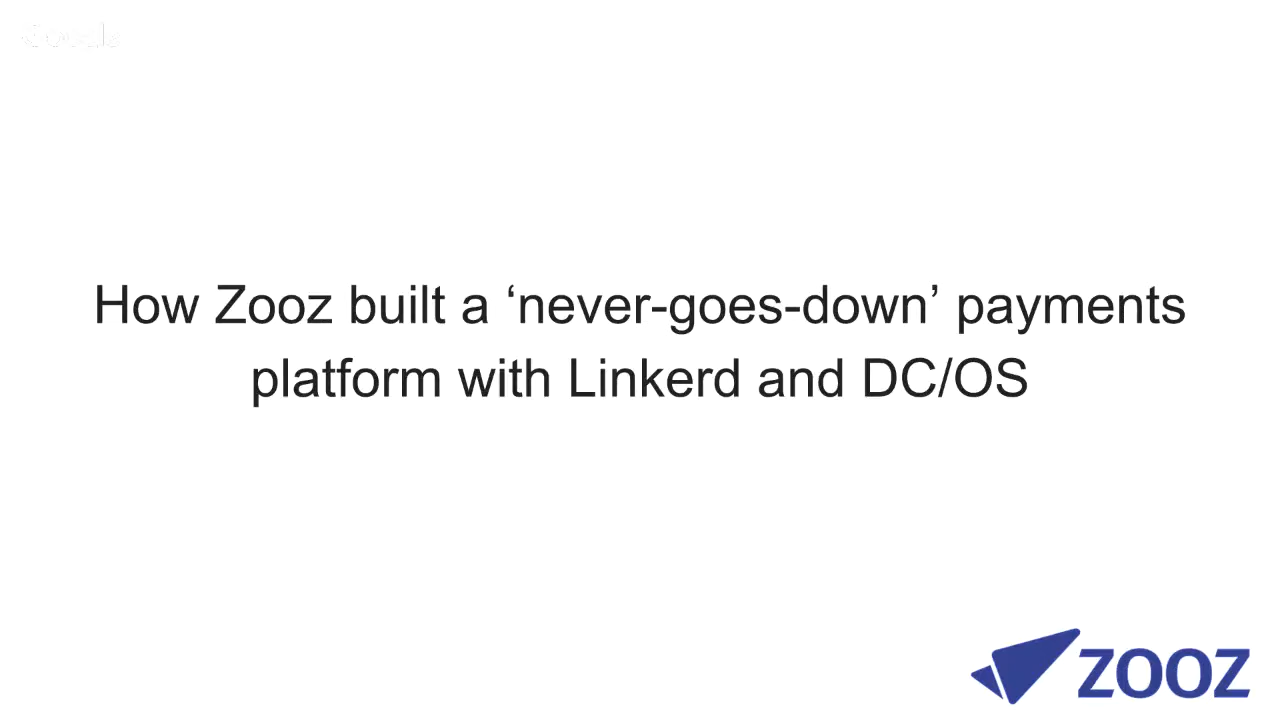 How Zooz built a ‘never-goes-down’ payments
platform with Linkerd and DC/OS
ZOOZ